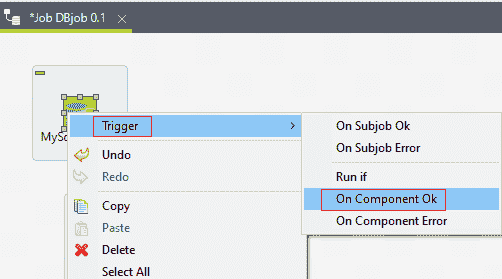 *Job DBjob 0.1
Trigger
On Subjob Ok
On Subjob Error
Run if
On Component Ok
On Component Error
Undo
Redo
Copy
Paste
Delete
Select All